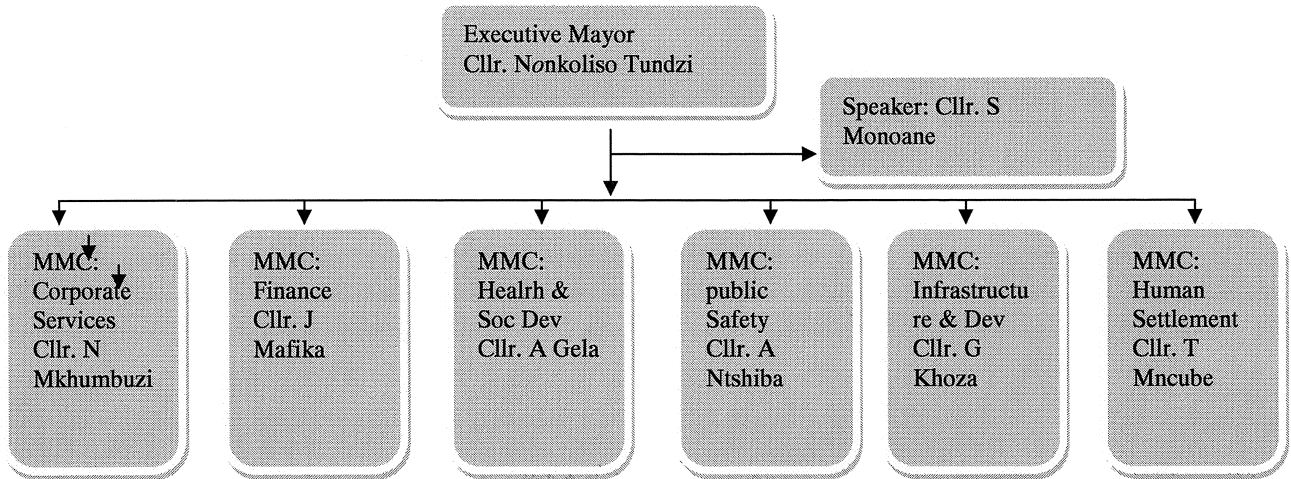 Executive Mayor
Cllr. Nonkoliso Tundzi
Speaker: Cllr. S
Monoane
MMC:
Corporate
Services
Cllr. N
Mkhumbuzi
MMC:
Finance
Cllr. J
Mafika
MMC:
Healrh &
Soc Dev
Cllr. A Gela
MMC:
public
Safety
Cllr. A
Ntshiba
MMC:
Infrastructu
re & Dev
Cllr. G
Khoza
MMC:
Human
Settlement
Cllr. T
Mncube